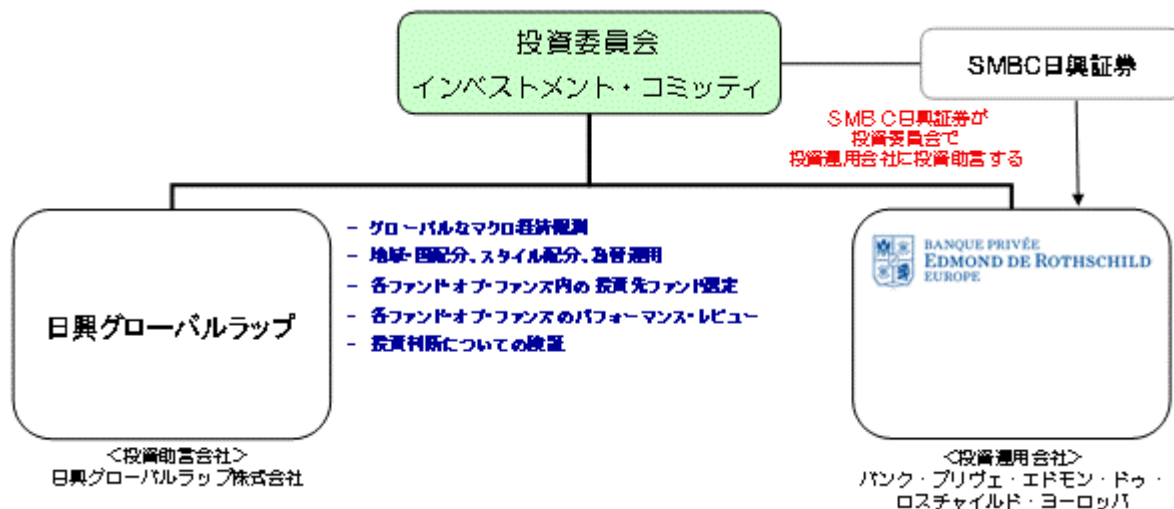 投資委員会
インベストメント・コミッティ
SMBC日興証券
SMBC日興証券が
投資委員会で
投資運用会社に投資助言する
日興グローバルラップ
－ グローバルなマクロ経済観測
－ 地域・国配分、スタイル配分、為替運用
－ 各ファンド・オブ・ファンズ内の投資先ファンド選定
－ 各ファンド・オブ・ファンズのパフォーマンス・レビュー
－ 投資判断についての検証
BANQUE PRIVÉE
EDMOND DE ROTHSCHILD
EUROPE
＜投資助言会社＞
日興グローバルラップ株式会社
＜投資運用会社＞
バンク・プリヴェ・エドモン・ドゥ・
ロスチャイルド・ヨーロッパ